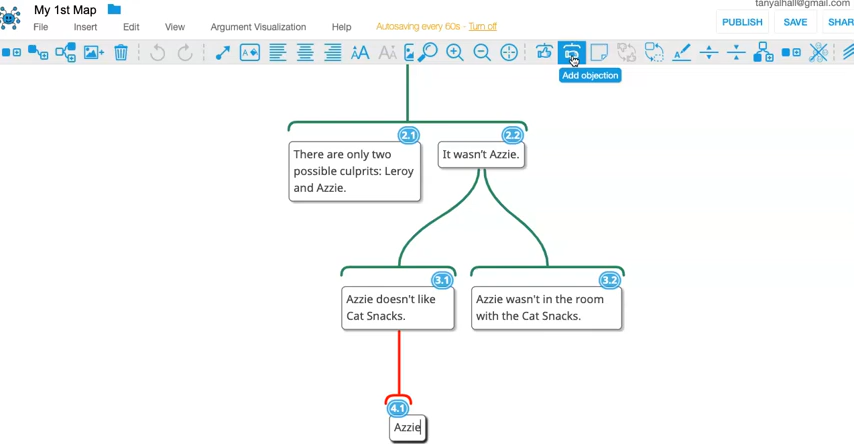 tanyalhall@gmail.com
My 1st Map
File Insert Edit View Argument Visualization Help Autosaving every 60s - Turn off
PUBLISH SAVE SHAR
AA AA
Add objection
2.1
There are only two
possible culprits: Leroy
and Azzie.
2.2
It wasn't Azzie.
3.1
Azzie doesn't like
Cat Snacks.
3.2
Azzie wasn't in the room
with the Cat Snacks.
4.1
Azzie